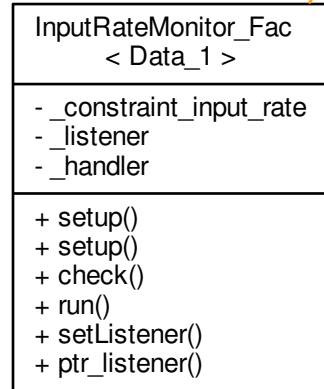 InputRateMonitor_Fac
< Data_1 >
- _constraint_input_rate
- _listener
- _handler
+ setup()
+ setup()
+ check()
+ run()
+ setListener()
+ ptr_listener()